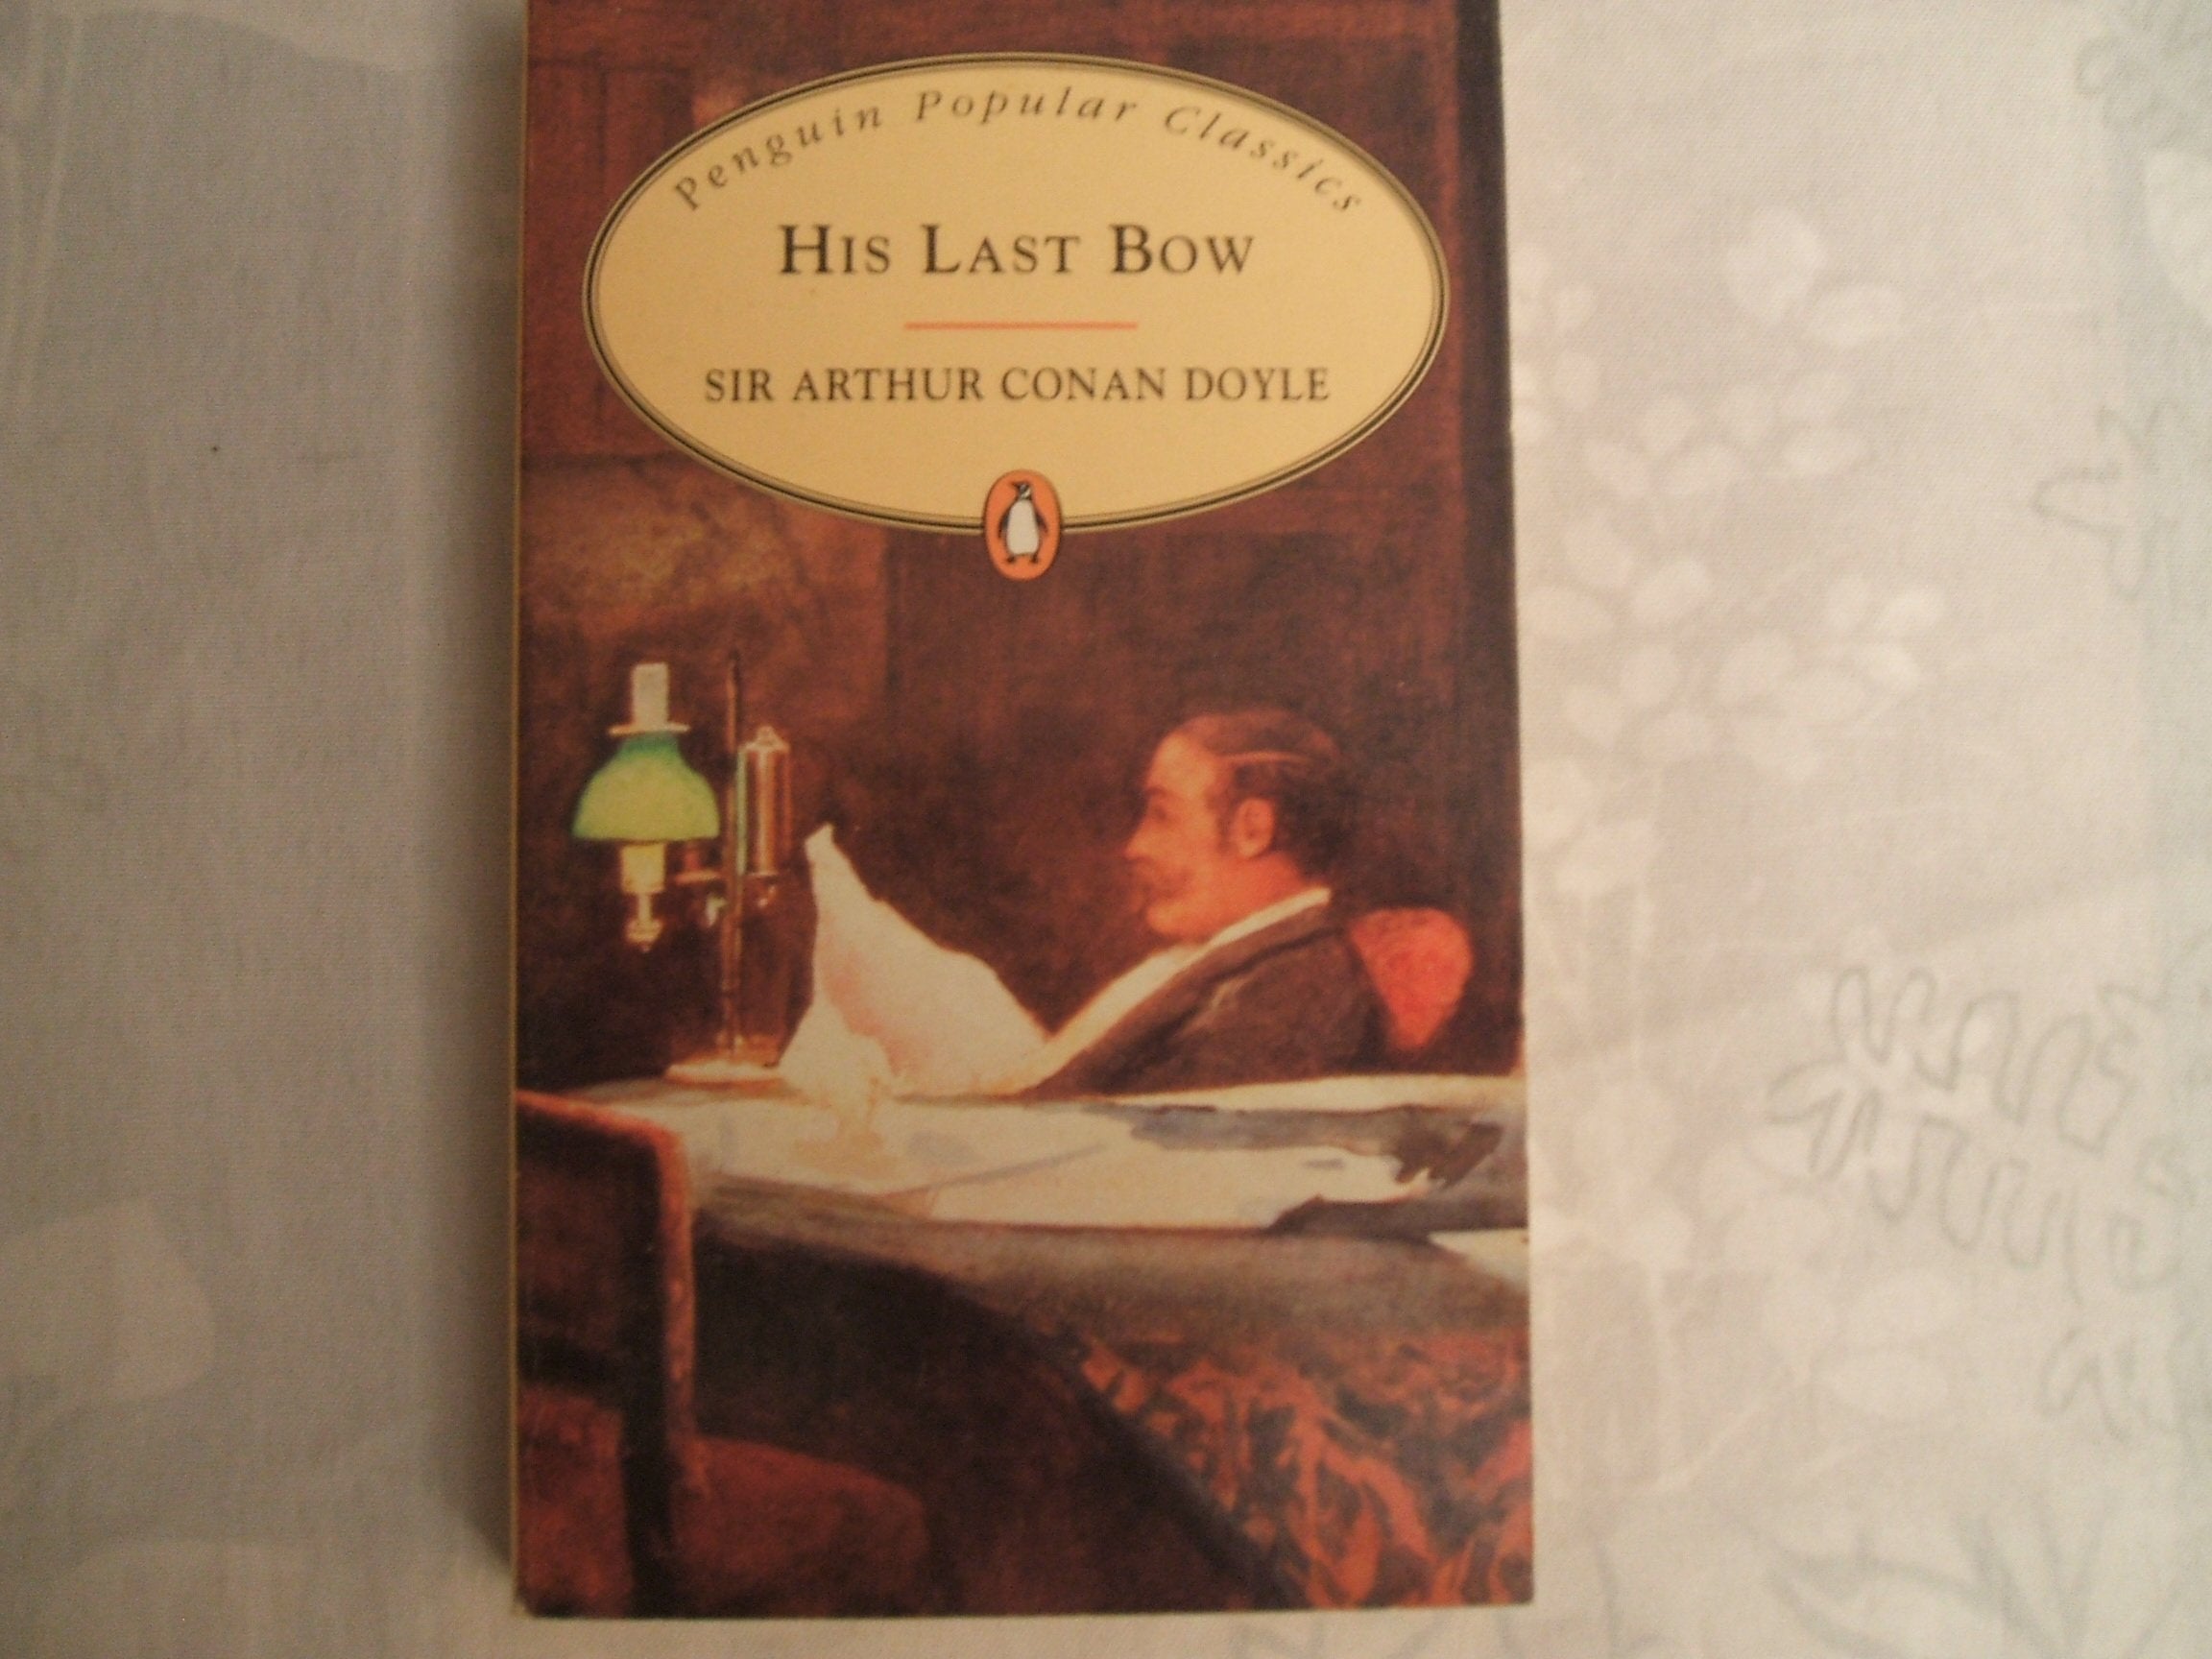 Penguin Popular Classics
HIS LAST BOW
SIR ARTHUR CONAN DOYLE